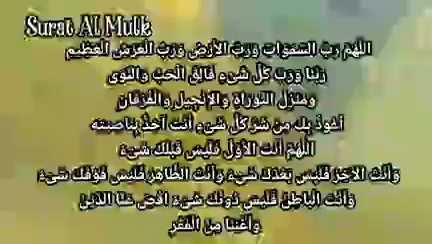 Surat Al Mulk
اللهم رب السموات ورب الأرض ورب العرش العظيم
ربنا ورب كل شيء فالق الحب والنوى
ومنزل التوراة والإنجيل والفرقان
أعوذ بك من شر كل شيء أنت آخذ بناصيته
اللهم أنت الأول فليس قبلك شيء
وأنت الآخر فليس بعدك شيء وأنت الظاهر فليس فوقك شيء
وأنت الباطن فليس دونك شيء اقض عنا الدين
وأغننا من الفقر